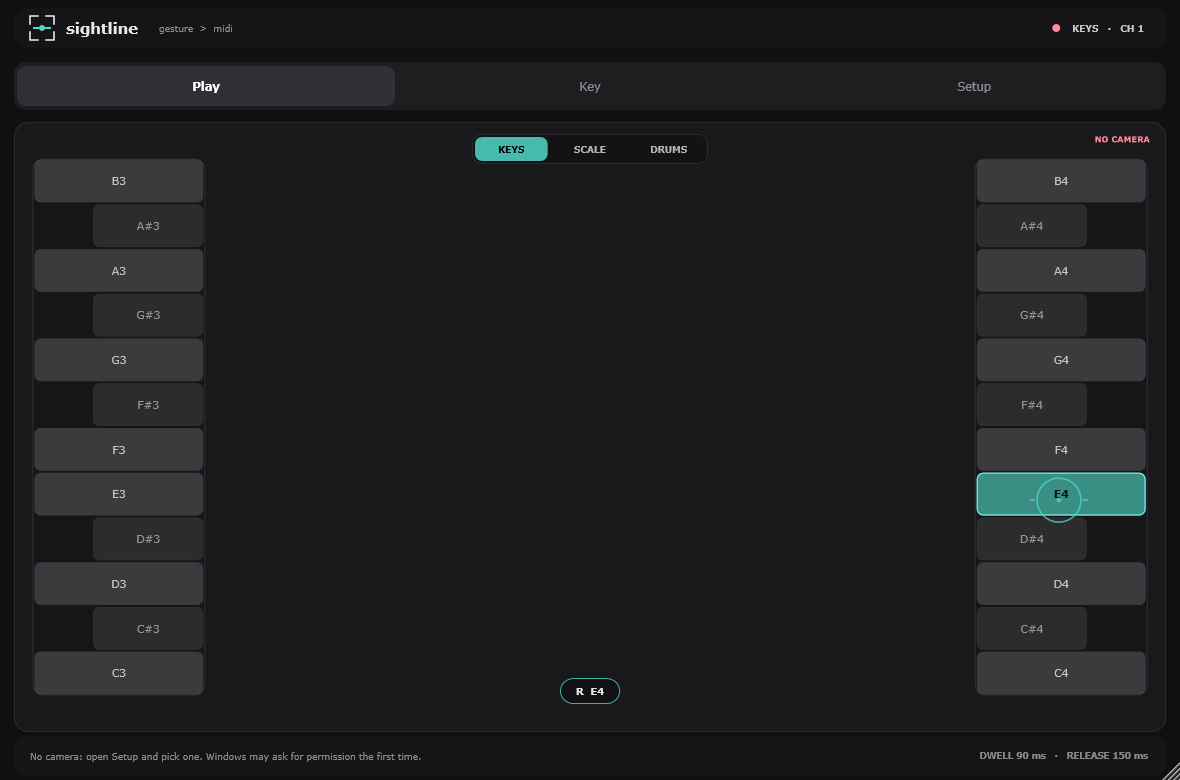 sightline gesture > midi KEYS · CH 1
Play Key Setup
KEYS SCALE DRUMS NO CAMERA
B3 B4
A#3 A#4
A3 A4
G#3 G#4
G3 G4
F#3 F#4
F3 F4
E3 E4
D#3 D#4
D3 D4
C#3 C#4
C3 C4
R E4
No camera: open Setup and pick one. Windows may ask for permission the first time. DWELL 90 ms · RELEASE 150 ms